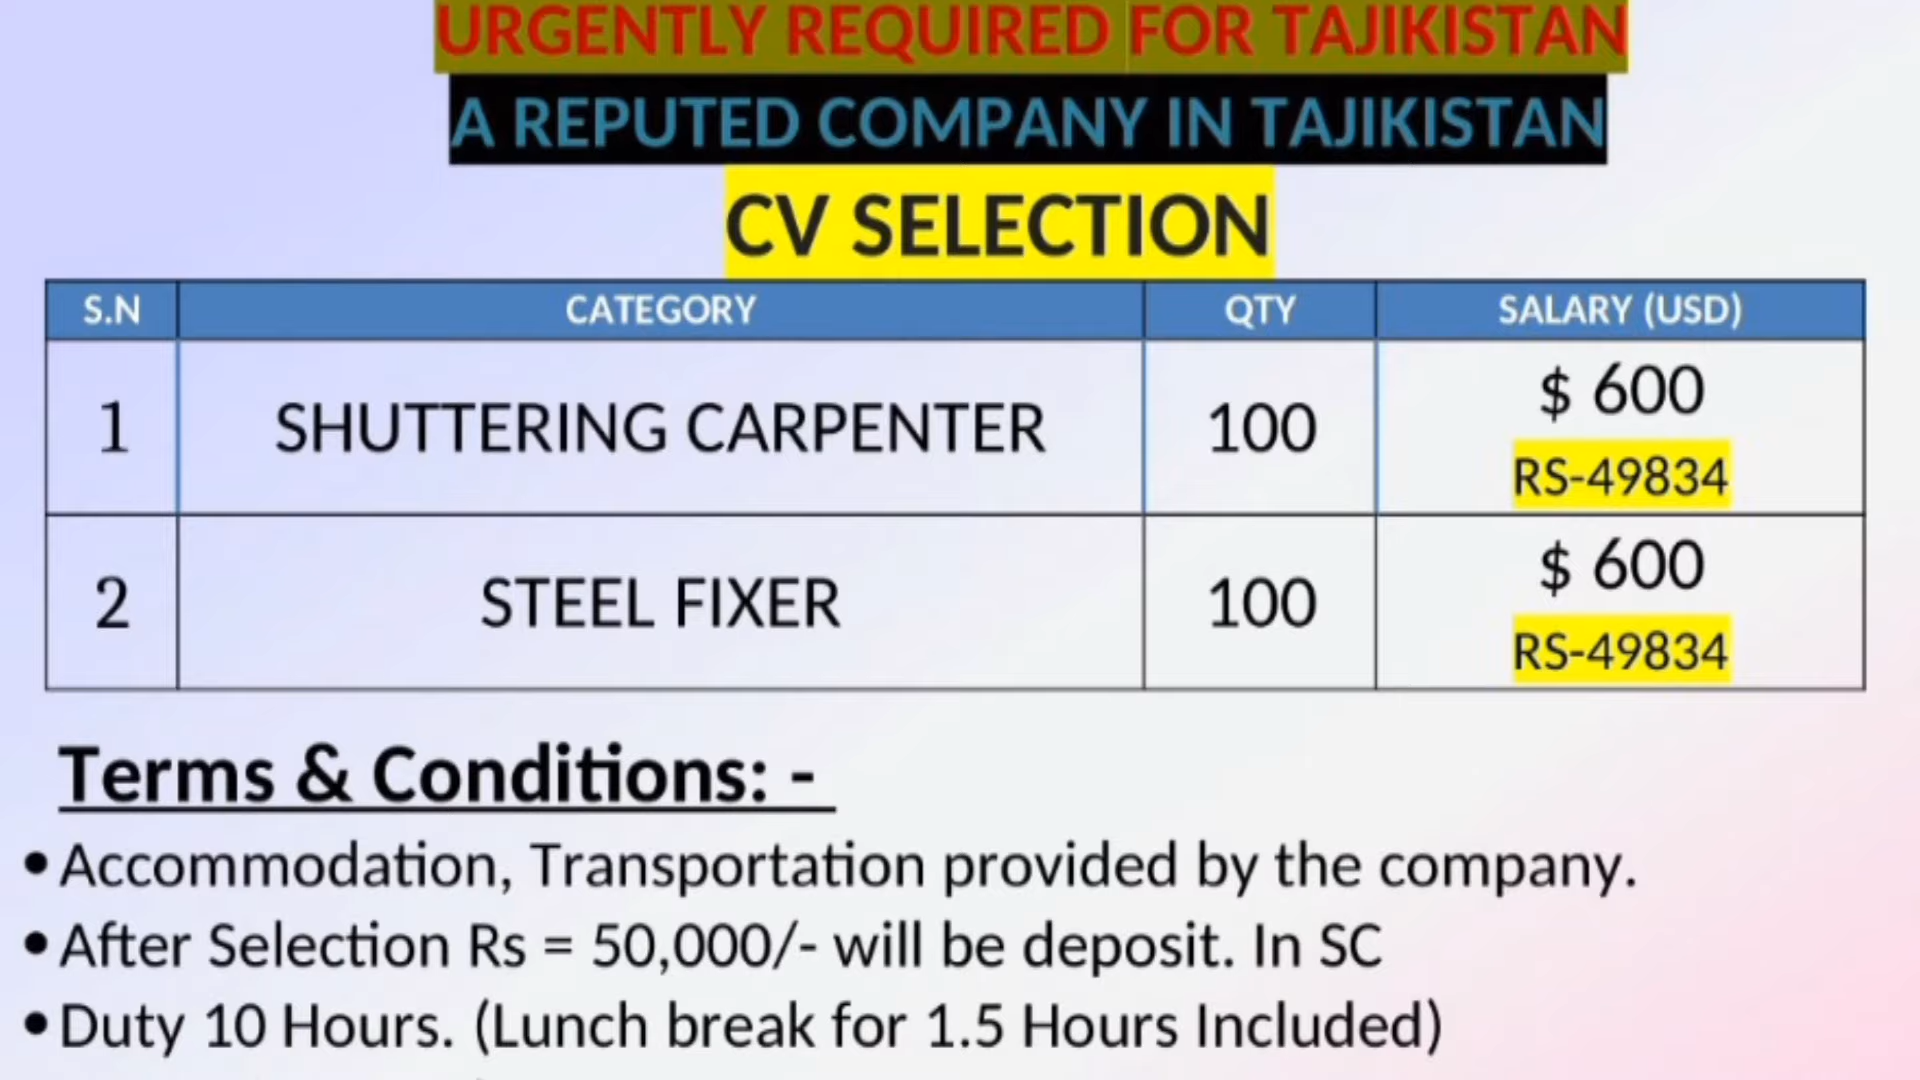 URGENTLY REQUIRED FOR TAJIKISTAN
A REPUTED COMPANY IN TAJIKISTAN
CV SELECTION
S.N CATEGORY QTY SALARY (USD)
1 SHUTTERING CARPENTER 100 $ 600
RS-49834
2 STEEL FIXER 100 $ 600
RS-49834
Terms & Conditions: -
•Accommodation, Transportation provided by the company.
•After Selection Rs = 50,000/- will be deposit. In SC
•Duty 10 Hours. (Lunch break for 1.5 Hours Included)